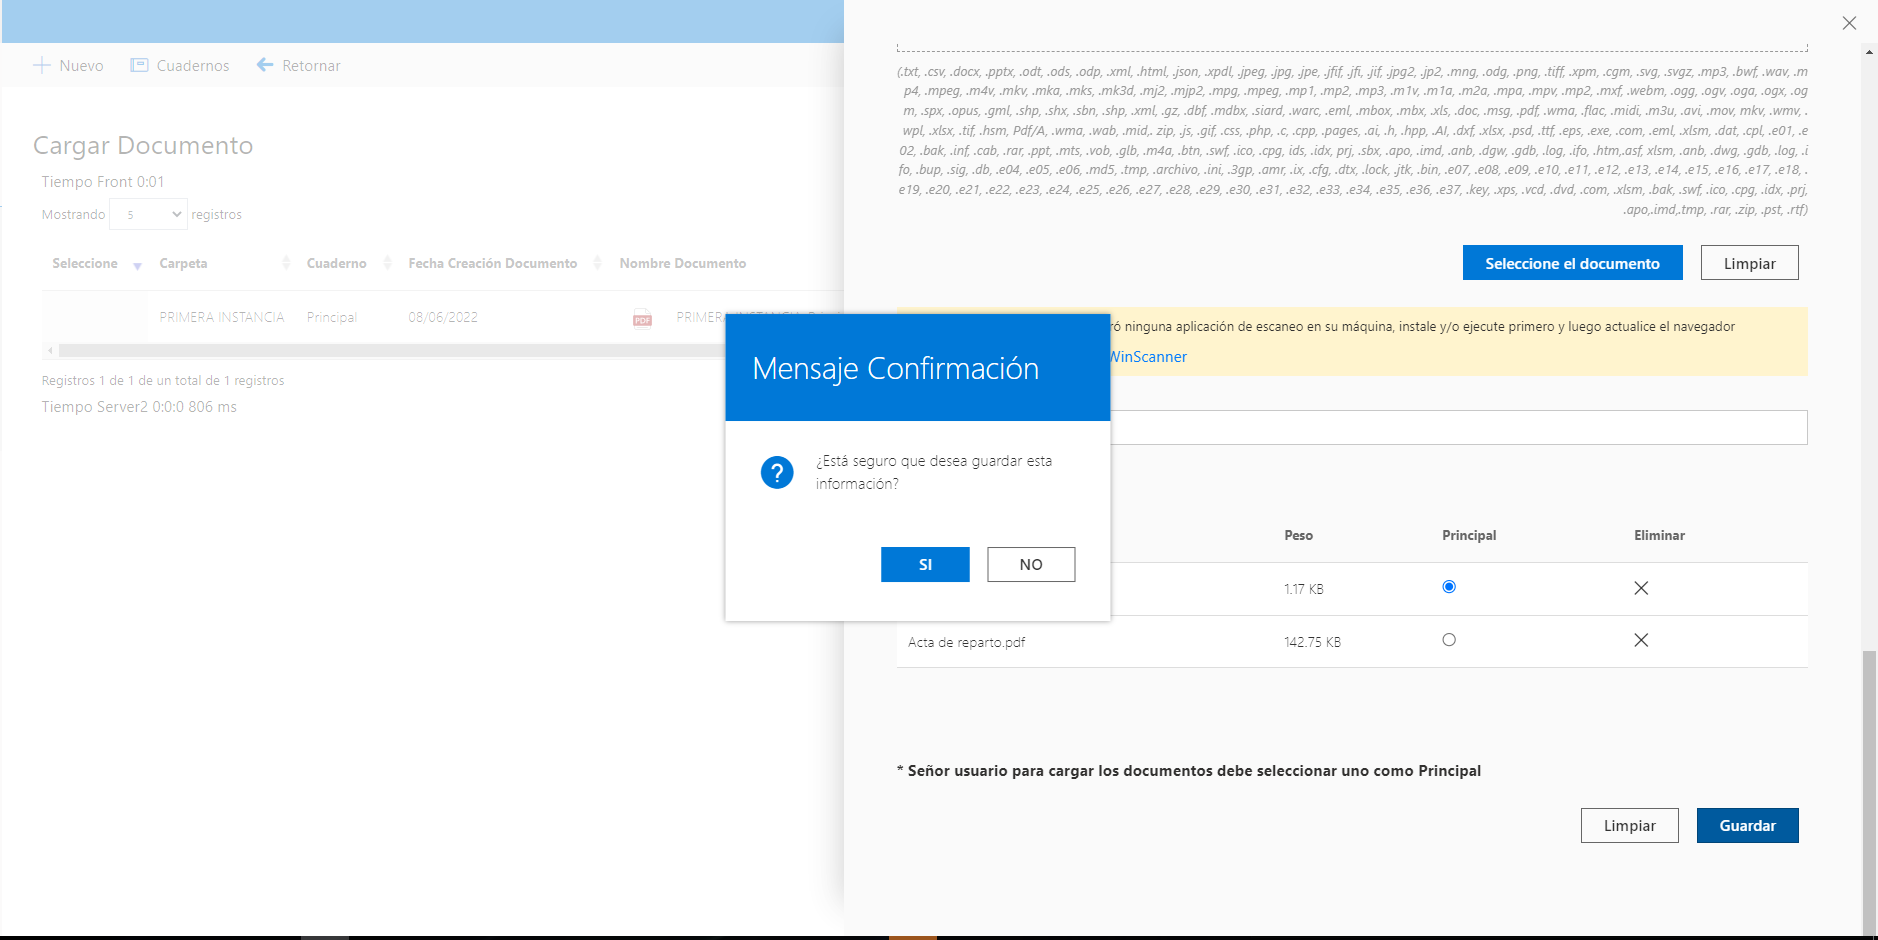 Nuevo
Cuadernos
Retornar
Cargar Documento
Tiempo Front 0:01
Mostrando 5 registros
Seleccione Carpeta Cuaderno Fecha Creación Documento Nombre Documento
PRIMERA INSTANCIA Principal 08/06/2022 PDF
Registros 1 de 1 de un total de 1 registros
Tiempo Server2 0:0:0 806 ms
(.txt, .csv, .docx, .pptx, .odt, .ods, .odp, .xml, .html, .json, .xpdl, .jpeg, .jpg, .jpe, .jfif, .jfi, .jif, .jpg2, .jp2, .mng, .odg, .png, .tiff, .xpm, .cgm, .svg, .svgz, .mp3, .bwf, .wav, .m
p4, .mpeg, .m4v, .mkv, .mka, .mks, .mk3d, .mj2, .mjp2, .mpg, .mpeg, .mp1, .mp2, .mp3, .m1v, .m1a, .m2a, .mpa, .mpv, .mp2, .mxf, .webm, .ogg, .ogv, .oga, .ogx, .og
m, .spx, .opus, .gml, .shp, .shx, .sbn, .shp, .xml, .gz, .dbf, .mdbx, .siard, .warc, .eml, .mbox, .mbx, .xls, .doc, .msg, .pdf, .wma, .flac, .midi, .m3u, .avi, .mov, mkv, .wmv, .
wpl, .xlsx, .tif, .hsm, Pdf/A, .wma, .wab, .mid,. zip, .js, .gif, .css, .php, .c, .cpp, .pages, .ai, .h, .hpp, .AI, .dxf, .xlsx, .psd, .ttf, .eps, .exe, .com, .eml, .xlsm, .dat, .cpl, .e01, .e
02, .bak, .inf, .cab, .rar, .ppt, .mts, .vob, .glb, .m4a, .btn, .swf, .ico, .cpg, ids, .idx, prj, .sbx, .apo, .imd, .anb, .dgw, .gdb, .log, .ifo, .htm,.asf, xlsm, .anb, .dwg, .gdb, .log, .i
fo, .bup, .sig, .db, .e04, .e05, .e06, .md5, .tmp, .archivo, .ini, .3gp, .amr, .ix, .cfg, .dtx, .lock, .jtk, .bin, .e07, .e08, .e09, .e10, .e11, .e12, .e13, .e14, .e15, .e16, .e17, .e18, .
e19, .e20, .e21, .e22, .e23, .e24, .e25, .e26, .e27, .e28, .e29, .e30, .e31, .e32, .e33, .e34, .e35, .e36, .e37, .key, .xps, .vcd, .dvd, .com, .xlsm, .bak, .swf, .ico, .cpg, .idx, .prj,
.apo,.imd,.tmp, .rar, .zip, .pst, .rtf)
Seleccione el documento
Limpiar
ró ninguna aplicación de escaneo en su máquina, instale y/o ejecute primero y luego actualice el navegador
WinScanner
Mensaje Confirmación
¿Está seguro que desea guardar esta
información?
SI
NO
Peso Principal Eliminar
1.17 KB
Acta de reparto.pdf 142.75 KB
* Señor usuario para cargar los documentos debe seleccionar uno como Principal
Limpiar
Guardar